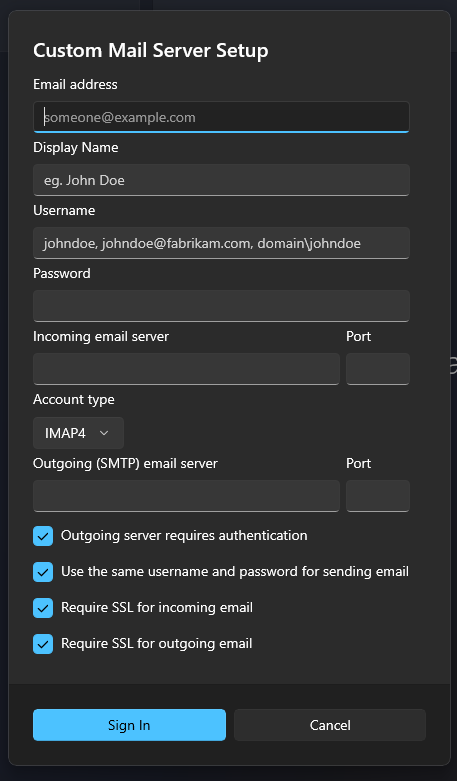 Custom Mail Server Setup
Email address
someone@example.com
Display Name
eg. John Doe
Username
johndoe, johndoe@fabrikam.com, domain\johndoe
Password
Incoming email server Port
Account type
IMAP4
Outgoing (SMTP) email server Port
Outgoing server requires authentication
Use the same username and password for sending email
Require SSL for incoming email
Require SSL for outgoing email
Sign In Cancel